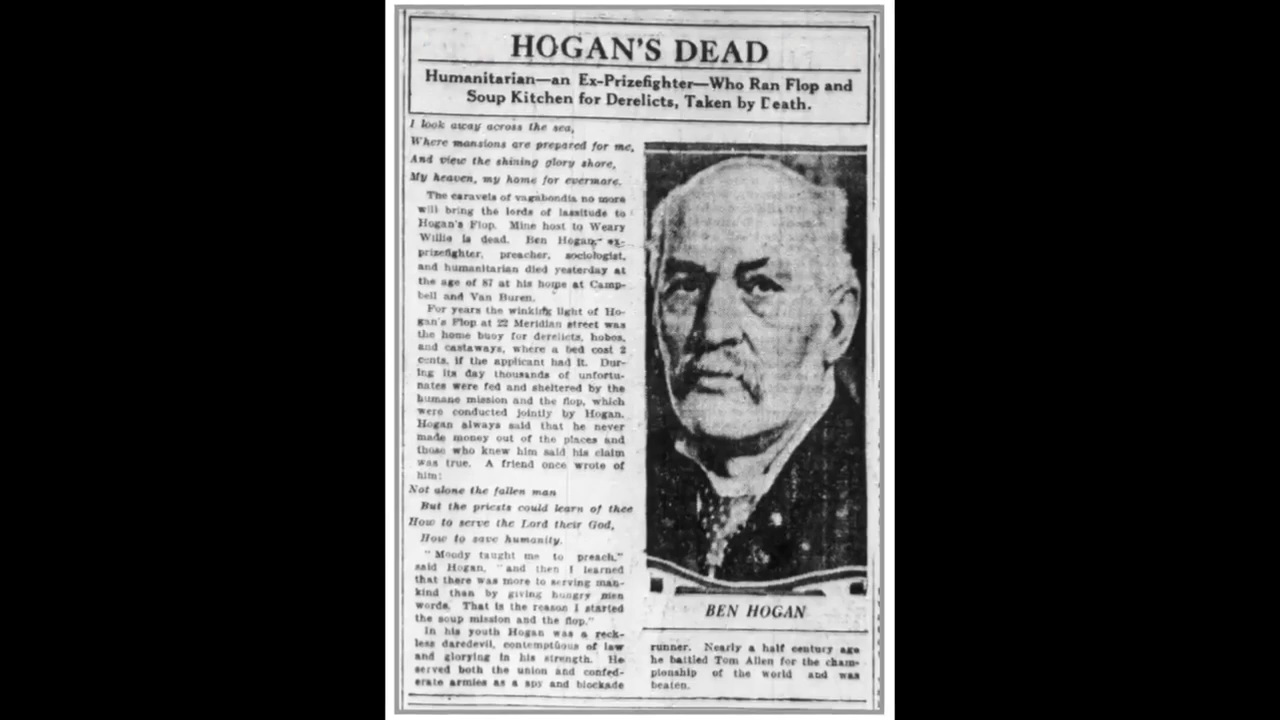 HOGAN'S DEAD
Humanitarian—an Ex-Prizefighter—Who Ran Flop and
Soup Kitchen for Derelicts, Taken by Death.
I look away across the sea,
Where mansions are prepared for me,
And view the shining glory shore,
My heaven, my home for evermore.
The caravels of vagabondia no more
will bring the lords of lassitude to
Hogan's Flop. Mine host to Weary
Willie is dead. Ben Hogan, ex-
prizefighter, preacher, sociologist,
and humanitarian died yesterday at
the age of 87 at his home at Camp-
bell and Van Buren.
For years the winking light of Ho-
gan's Flop at 22 Meridian street was
the home buoy for derelicts, hobos,
and castaways, where a bed cost 2
cents, if the applicant had it. Dur-
ing its day thousands of unfortu-
nates were fed and sheltered by the
humane mission and the flop, which
were conducted jointly by Hogan.
Hogan always said that he never
made money out of the places and
those who knew him said his claim
was true. A friend once wrote of
him:
Not alone the fallen man
But the priests could learn of thee
How to serve the Lord their God,
How to save humanity.
"Moody taught me to preach,"
said Hogan, "and then I learned
that there was more to serving man-
kind than by giving hungry men
words. That is the reason I started
the soup mission and the flop."
In his youth Hogan was a reck-
less daredevil, contemptuous of law
and glorying in his strength. He
served both the union and confed-
erate armies as a spy and blockade
BEN HOGAN
runner. Nearly a half century ago
he battled Tom Allen for the cham-
pionship of the world and was
beaten.